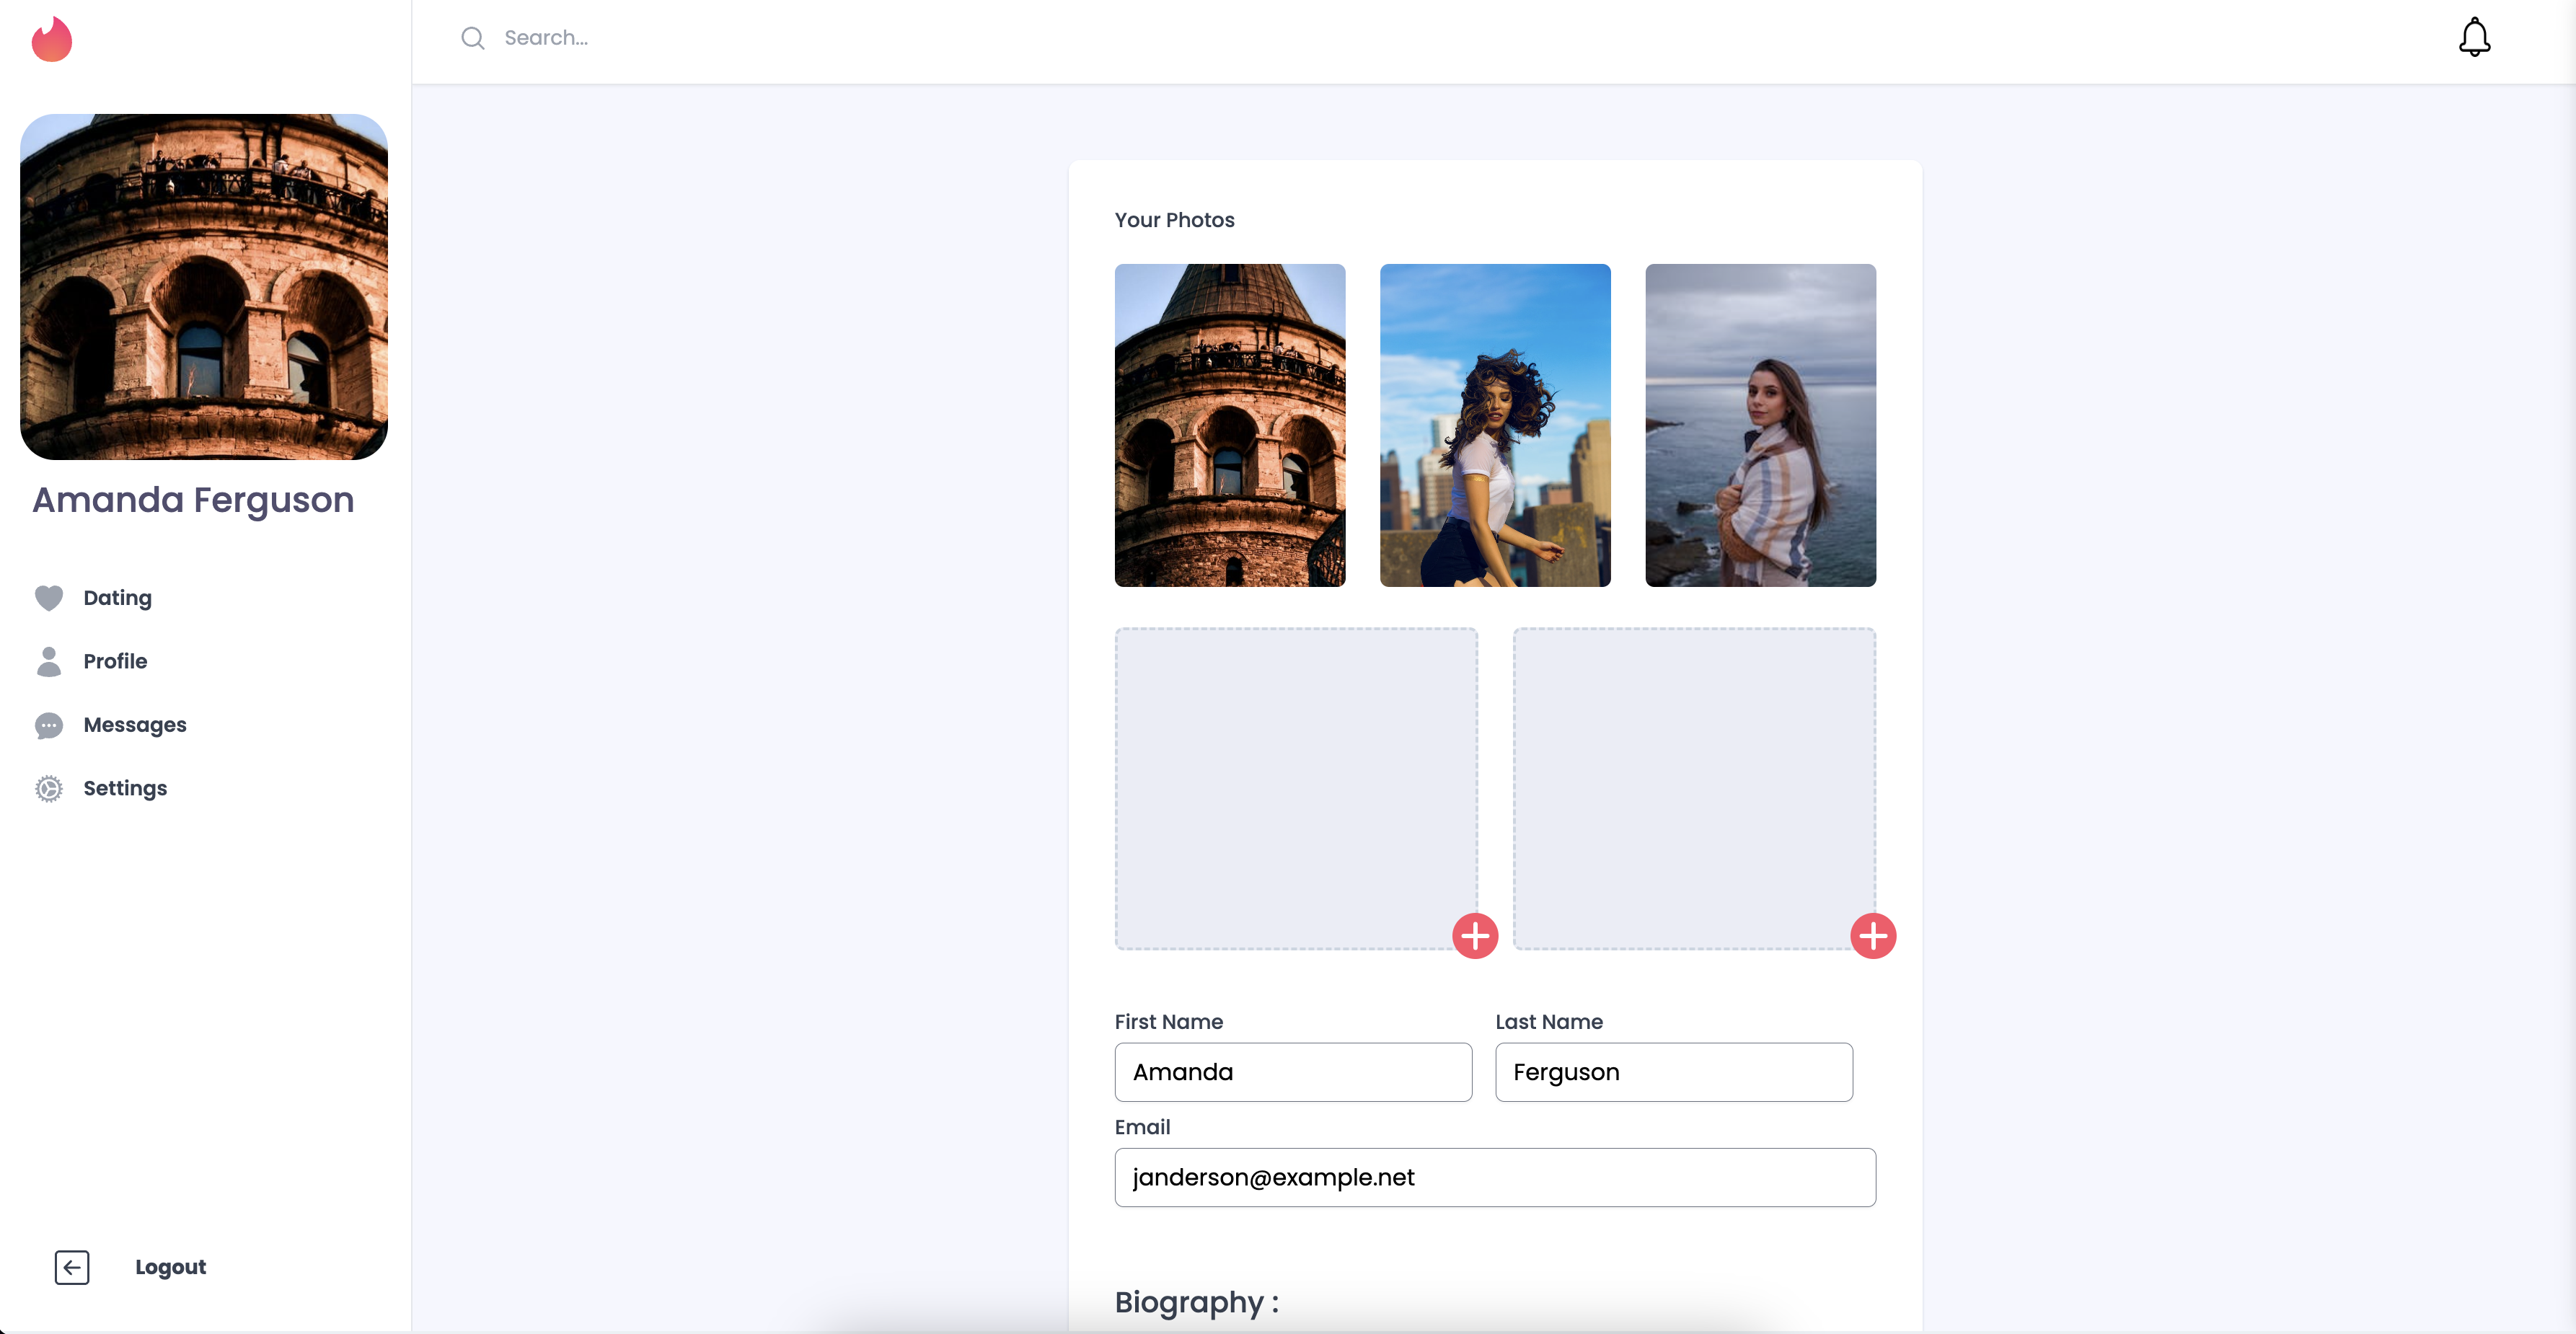 Search...
Amanda Ferguson
Dating
Profile
Messages
Settings
Logout
Your Photos
First Name
Last Name
Amanda
Ferguson
Email
janderson@example.net
Biography :